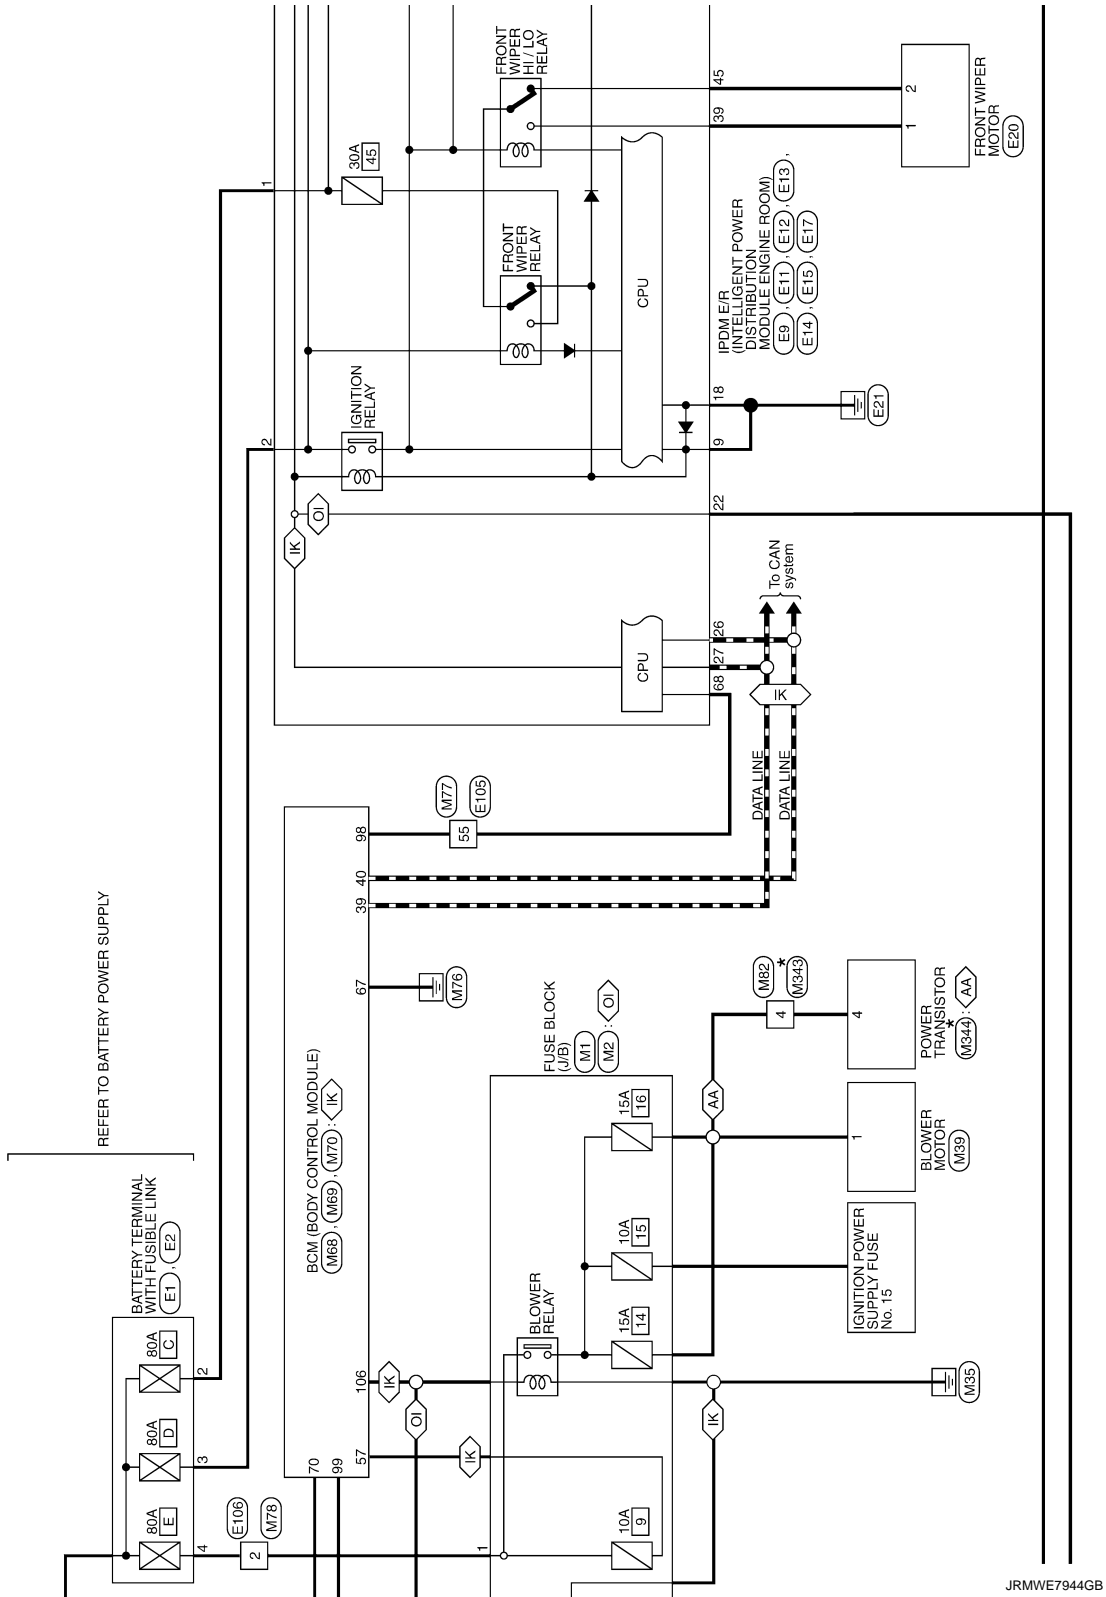 REFER TO BATTERY POWER SUPPLY
BATTERY TERMINAL
WITH FUSIBLE LINK
E1 , E2
80A
C
80A
D
80A
E
2
3
4
E106
2
M78
1
2
BCM (BODY CONTROL MODULE)
M68 , M69 , M70 : IK
70
99
57
106
67
39
40
98
M76
M77
55
E105
IK
OI
IK
FUSE BLOCK
(J/B)
M1
M2 : OI
1
BLOWER
RELAY
10A
9
15A
14
10A
15
15A
16
IK
AA
M35
IGNITION POWER
SUPPLY FUSE
No. 15
1
BLOWER
MOTOR
M39
M82
4
*
M343
4
POWER
TRANSISTOR
*
M344 : AA
DATA LINE
DATA LINE
IK
To CAN
system
CPU
68
27
26
22
9
18
39
45
IK
OI
IGNITION
RELAY
FRONT
WIPER
RELAY
30A
45
FRONT
WIPER
HI / LO
RELAY
CPU
E21
IPDM E/R
(INTELLIGENT POWER
DISTRIBUTION
MODULE ENGINE ROOM)
E9 , E11 , E12 , E13 ,
E14 , E15 , E17
1
2
FRONT WIPER
MOTOR
E20
JRMWE7944GB